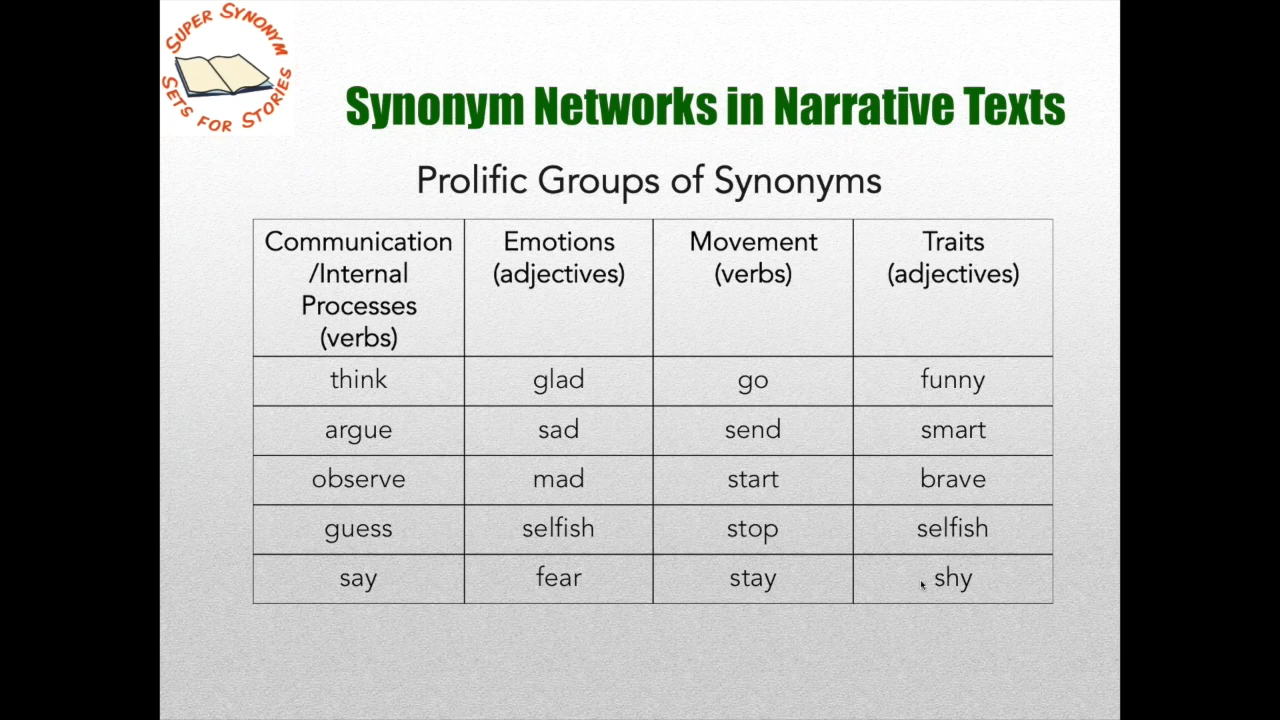 SUPER SYNONYM
SETS FOR STORIES
Synonym Networks in Narrative Texts
Prolific Groups of Synonyms
Communication
/Internal
Processes
(verbs)
Emotions
(adjectives)
Movement
(verbs)
Traits
(adjectives)
think glad go funny
argue sad send smart
observe mad start brave
guess selfish stop selfish
say fear stay shy